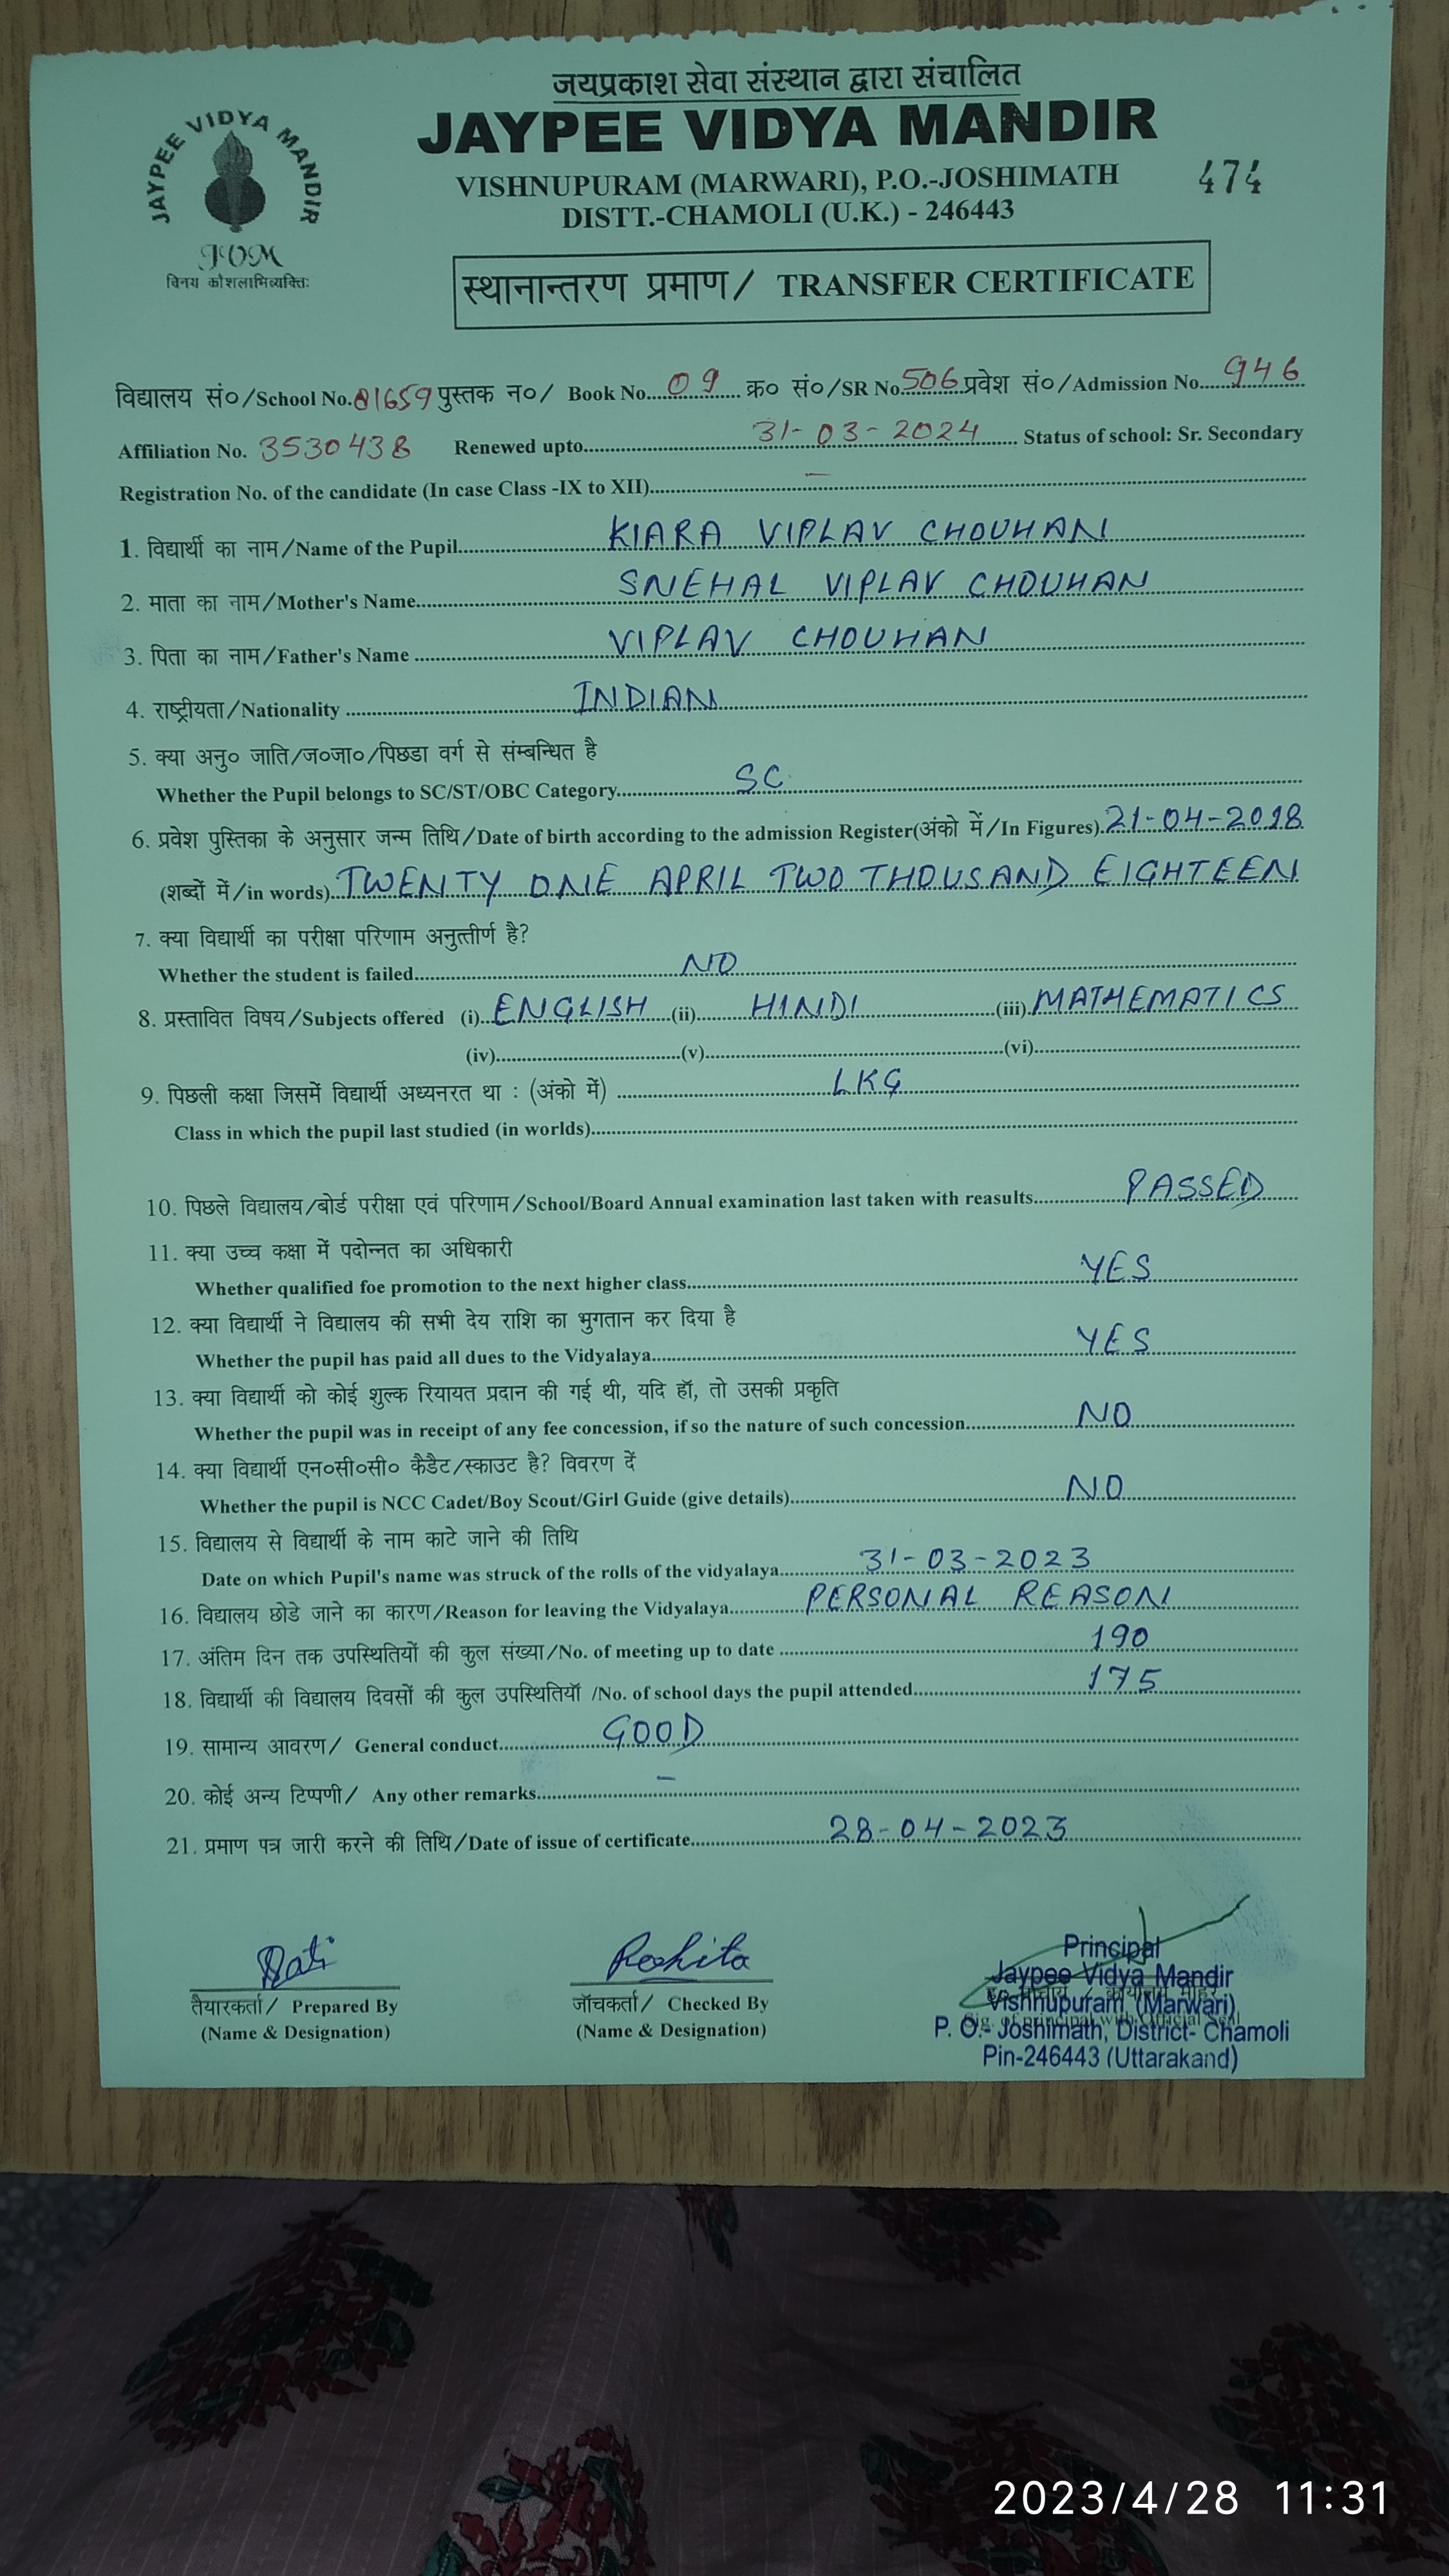 जयप्रकाश सेवा संस्थान द्वारा संचालित
JAYPEE VIDYA MANDIR
JAYPEE VIDYA MANDIR
VISHNUPURAM (MARWARI), P.O.-JOSHIMATH
474
DISTT.-CHAMOLI (U.K.) - 246443
JVM
विनय कौशलाभिव्यक्तिः
स्थानान्तरण प्रमाण/ TRANSFER CERTIFICATE
विद्यालय सं०/School No. 81659 पुस्तक न०/ Book No. 09 क्र० सं०/SR No. 506 प्रवेश सं०/Admission No. 946
Affiliation No. 3530438 Renewed upto 31-03-2024 Status of school: Sr. Secondary
Registration No. of the candidate (In case Class -IX to XII) —
1. विद्यार्थी का नाम/Name of the Pupil KIARA VIPLAV CHOUHAN
2. माता का नाम/Mother's Name SNEHAL VIPLAV CHOUHAN
3. पिता का नाम/Father's Name VIPLAV CHOUHAN
4. राष्ट्रीयता/Nationality INDIAN
5. क्या अनु० जाति/ज०जा०/पिछडा वर्ग से संम्बन्धित है
Whether the Pupil belongs to SC/ST/OBC Category SC
6. प्रवेश पुस्तिका के अनुसार जन्म तिथि/Date of birth according to the admission Register(अंको में/In Figures). 21-04-2018
(शब्दों में/in words) TWENTY ONE APRIL TWO THOUSAND EIGHTEEN
7. क्या विद्यार्थी का परीक्षा परिणाम अनुत्तीर्ण है?
Whether the student is failed NO
8. प्रस्तावित विषय/Subjects offered (i) ENGLISH (ii) HINDI (iii) MATHEMATICS
(iv) (v) (vi)
9. पिछली कक्षा जिसमें विद्यार्थी अध्यनरत था : (अंको में) LKG
Class in which the pupil last studied (in worlds)
10. पिछले विद्यालय/बोर्ड परीक्षा एवं परिणाम/School/Board Annual examination last taken with reasults PASSED
11. क्या उच्च कक्षा में पदोन्नत का अधिकारी
Whether qualified foe promotion to the next higher class YES
12. क्या विद्यार्थी ने विद्यालय की सभी देय राशि का भुगतान कर दिया है
Whether the pupil has paid all dues to the Vidyalaya YES
13. क्या विद्यार्थी को कोई शुल्क रियायत प्रदान की गई थी, यदि हॉ, तो उसकी प्रकृति
Whether the pupil was in receipt of any fee concession, if so the nature of such concession NO
14. क्या विद्यार्थी एन०सी०सी० कैडैट/स्काउट है? विवरण दें
Whether the pupil is NCC Cadet/Boy Scout/Girl Guide (give details) NO
15. विद्यालय से विद्यार्थी के नाम काटे जाने की तिथि
Date on which Pupil's name was struck of the rolls of the vidyalaya 31-03-2023
16. विद्यालय छोडे जाने का कारण/Reason for leaving the Vidyalaya PERSONAL REASON
17. अंतिम दिन तक उपस्थितियों की कुल संख्या/No. of meeting up to date 190
18. विद्यार्थी की विद्यालय दिवसों की कुल उपस्थितियॉ /No. of school days the pupil attended 175
19. सामान्य आवरण/ General conduct GOOD
20. कोई अन्य टिप्पणी/ Any other remarks —
21. प्रमाण पत्र जारी करने की तिथि/Date of issue of certificate 28-04-2023
Rochita
तैयारकर्ता/ Prepared By
(Name & Designation)
जॉचकर्ता/ Checked By
(Name & Designation)
Principal
Jaypee Vidya Mandir
Vishnupuram (Marwari)
P. O.- Joshimath, District- Chamoli
Pin-246443 (Uttarakand)
2023/4/28 11:31